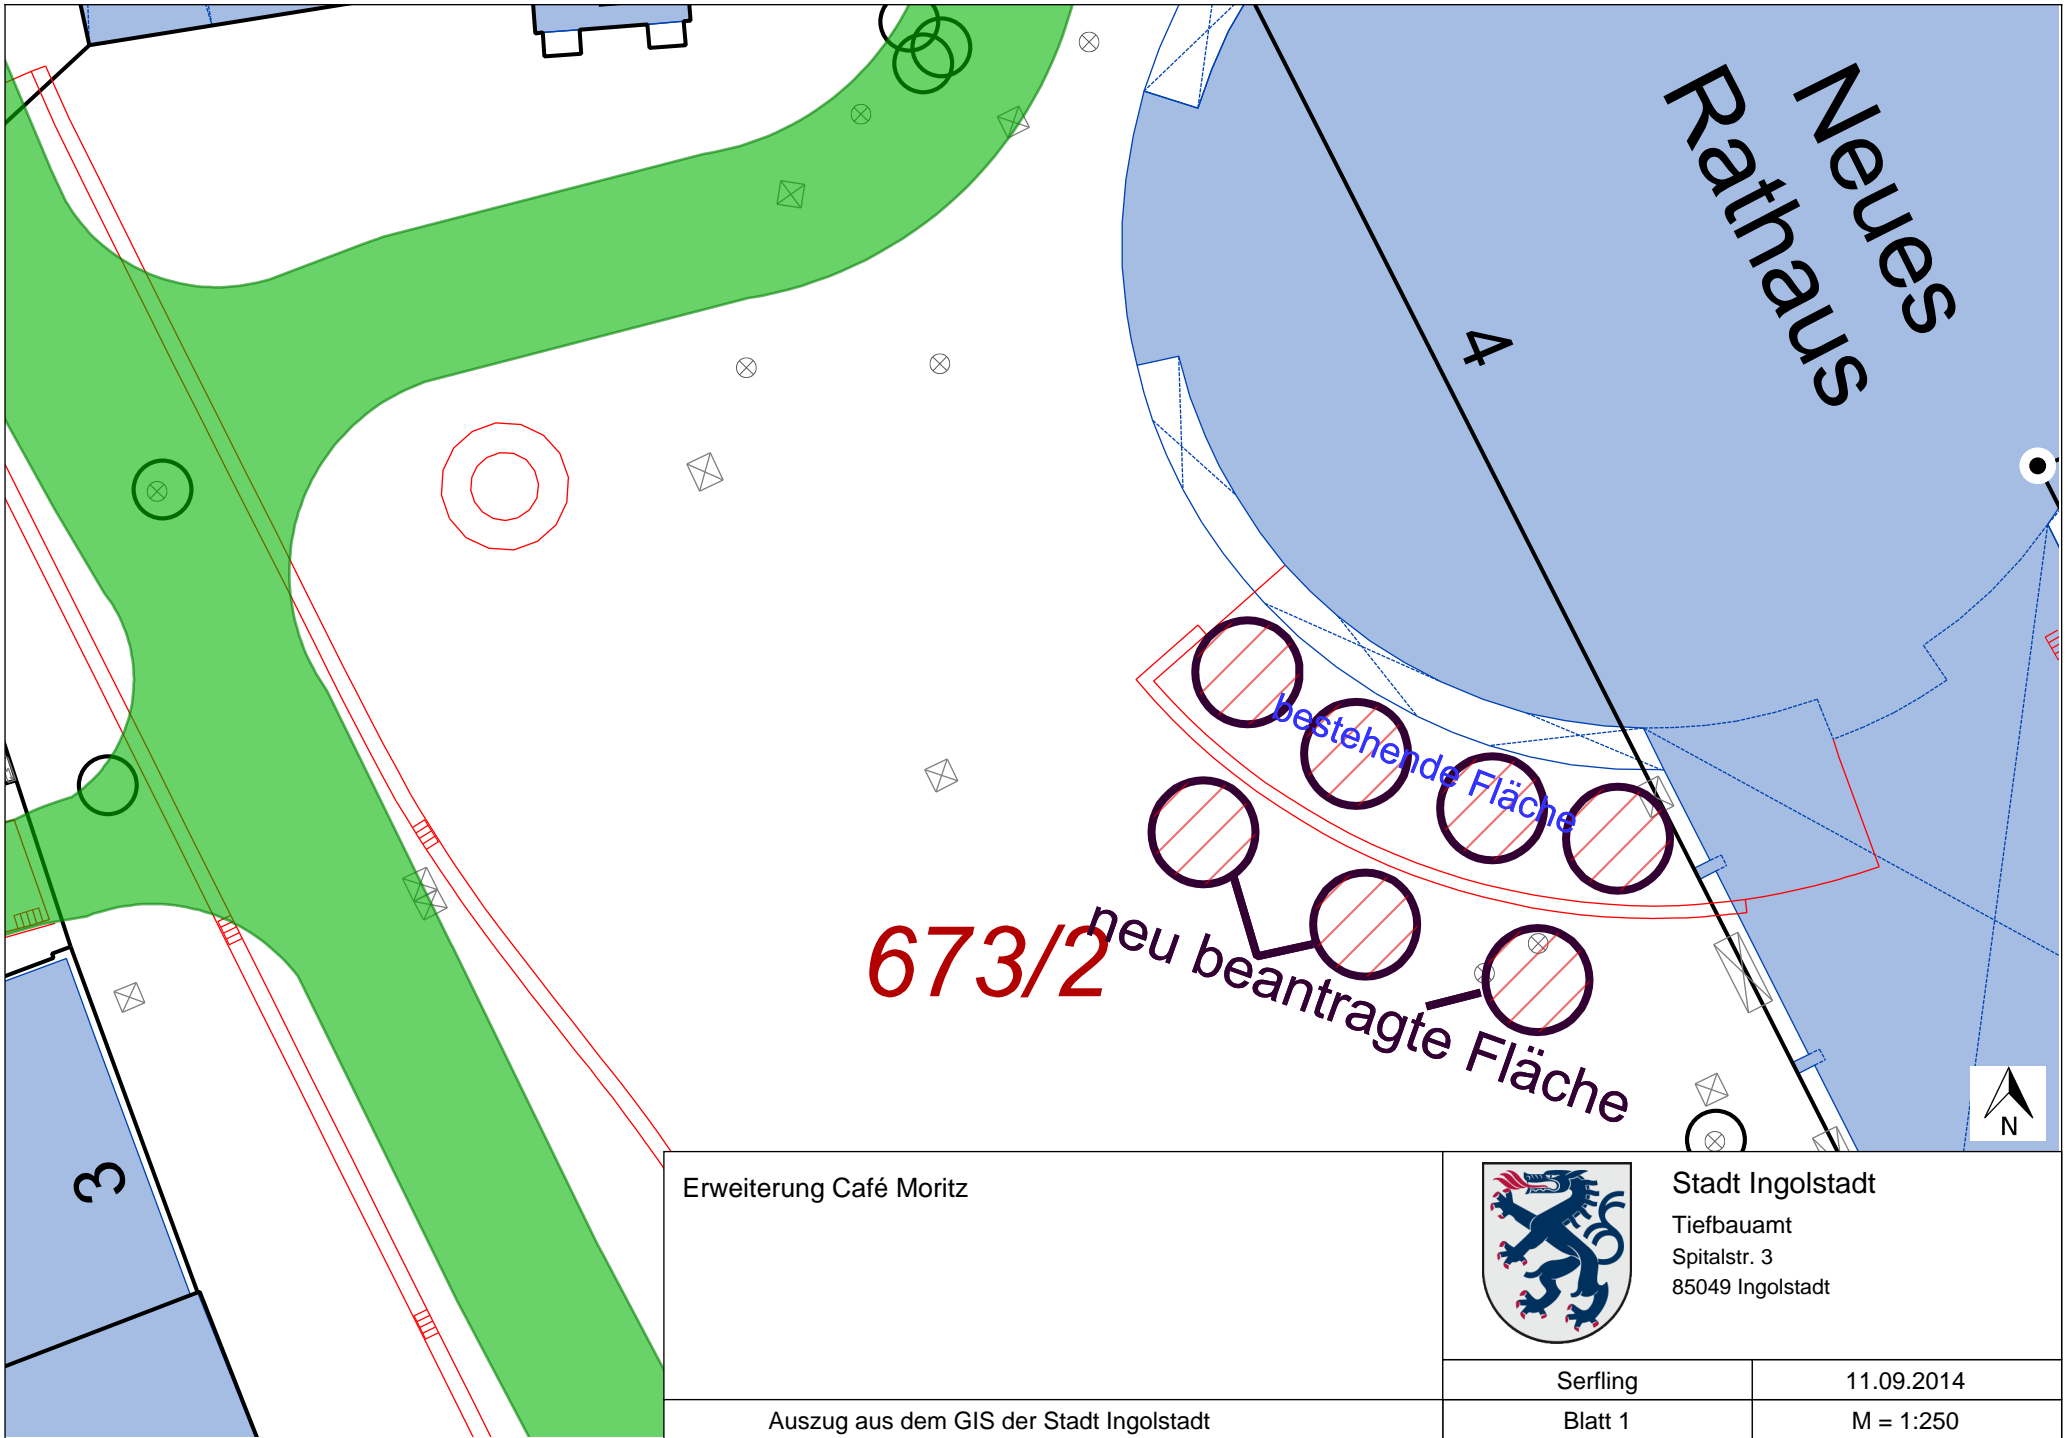 Neues
Rathaus
4
bestehende Fläche
673/2
neu beantragte Fläche
3
N
Erweiterung Café Moritz
Stadt Ingolstadt
Tiefbauamt
Spitalstr. 3
85049 Ingolstadt
Serfling
11.09.2014
Auszug aus dem GIS der Stadt Ingolstadt
Blatt 1
M = 1:250